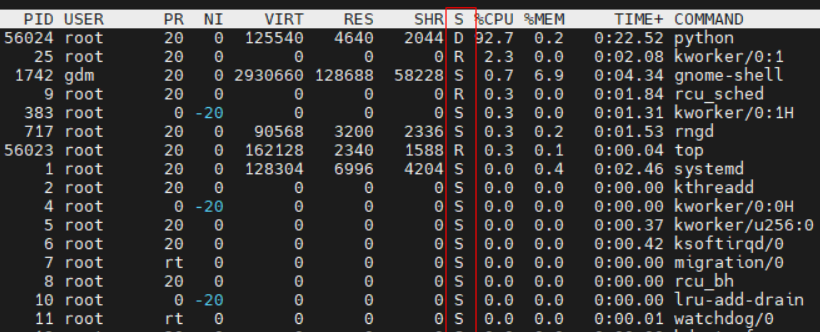 PID USER PR NI VIRT RES SHR S %CPU %MEM TIME+ COMMAND
56024 root 20 0 125540 4640 2044 D 92.7 0.2 0:22.52 python
25 root 20 0 0 0 0 R 2.3 0.0 0:02.08 kworker/0:1
1742 gdm 20 0 2930660 128688 58228 S 0.7 6.9 0:04.34 gnome-shell
9 root 20 0 0 0 0 R 0.3 0.0 0:01.84 rcu_sched
383 root 0 -20 0 0 0 S 0.3 0.0 0:01.31 kworker/0:1H
717 root 20 0 90568 3200 2336 S 0.3 0.2 0:01.53 rngd
56023 root 20 0 162128 2340 1588 R 0.3 0.1 0:00.04 top
1 root 20 0 128304 6996 4204 S 0.0 0.4 0:02.46 systemd
2 root 20 0 0 0 0 S 0.0 0.0 0:00.00 kthreadd
4 root 0 -20 0 0 0 S 0.0 0.0 0:00.00 kworker/0:0H
5 root 20 0 0 0 0 S 0.0 0.0 0:00.37 kworker/u256:0
6 root 20 0 0 0 0 S 0.0 0.0 0:00.42 ksoftirqd/0
7 root rt 0 0 0 0 S 0.0 0.0 0:00.00 migration/0
8 root 20 0 0 0 0 S 0.0 0.0 0:00.00 rcu_bh
10 root 0 -20 0 0 0 S 0.0 0.0 0:00.00 lru-add-drain
11 root rt 0 0 0 0 S 0.0 0.0 0:00.01 watchdog/0